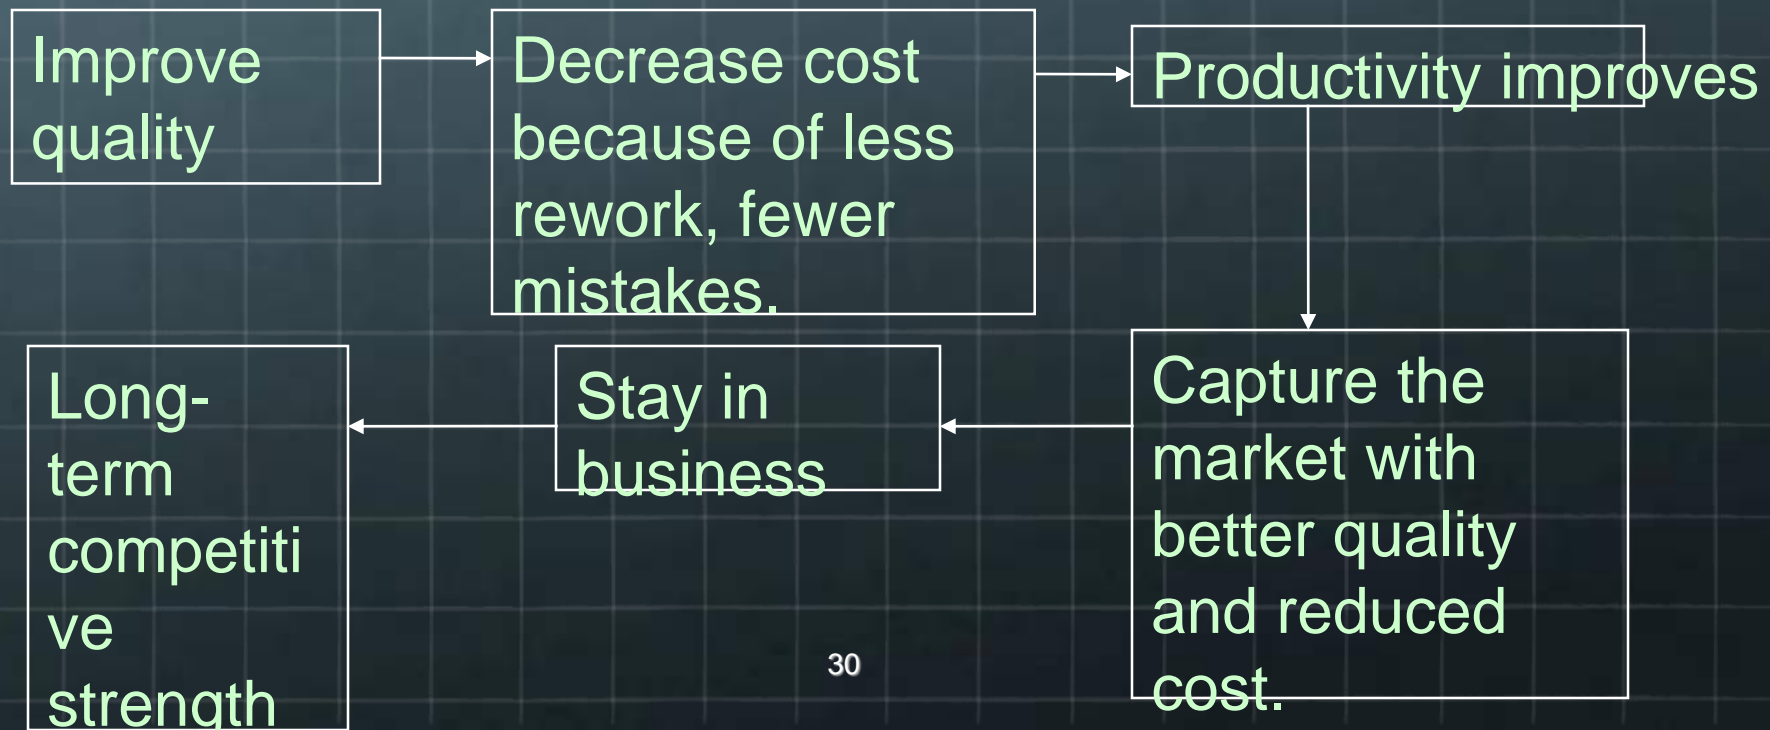 Improve
quality
Decrease cost
because of less
rework, fewer
mistakes.
Productivity improves
Capture the
market with
better quality
and reduced
cost.
Stay in
business
Long-
term
competiti
ve
strength
30